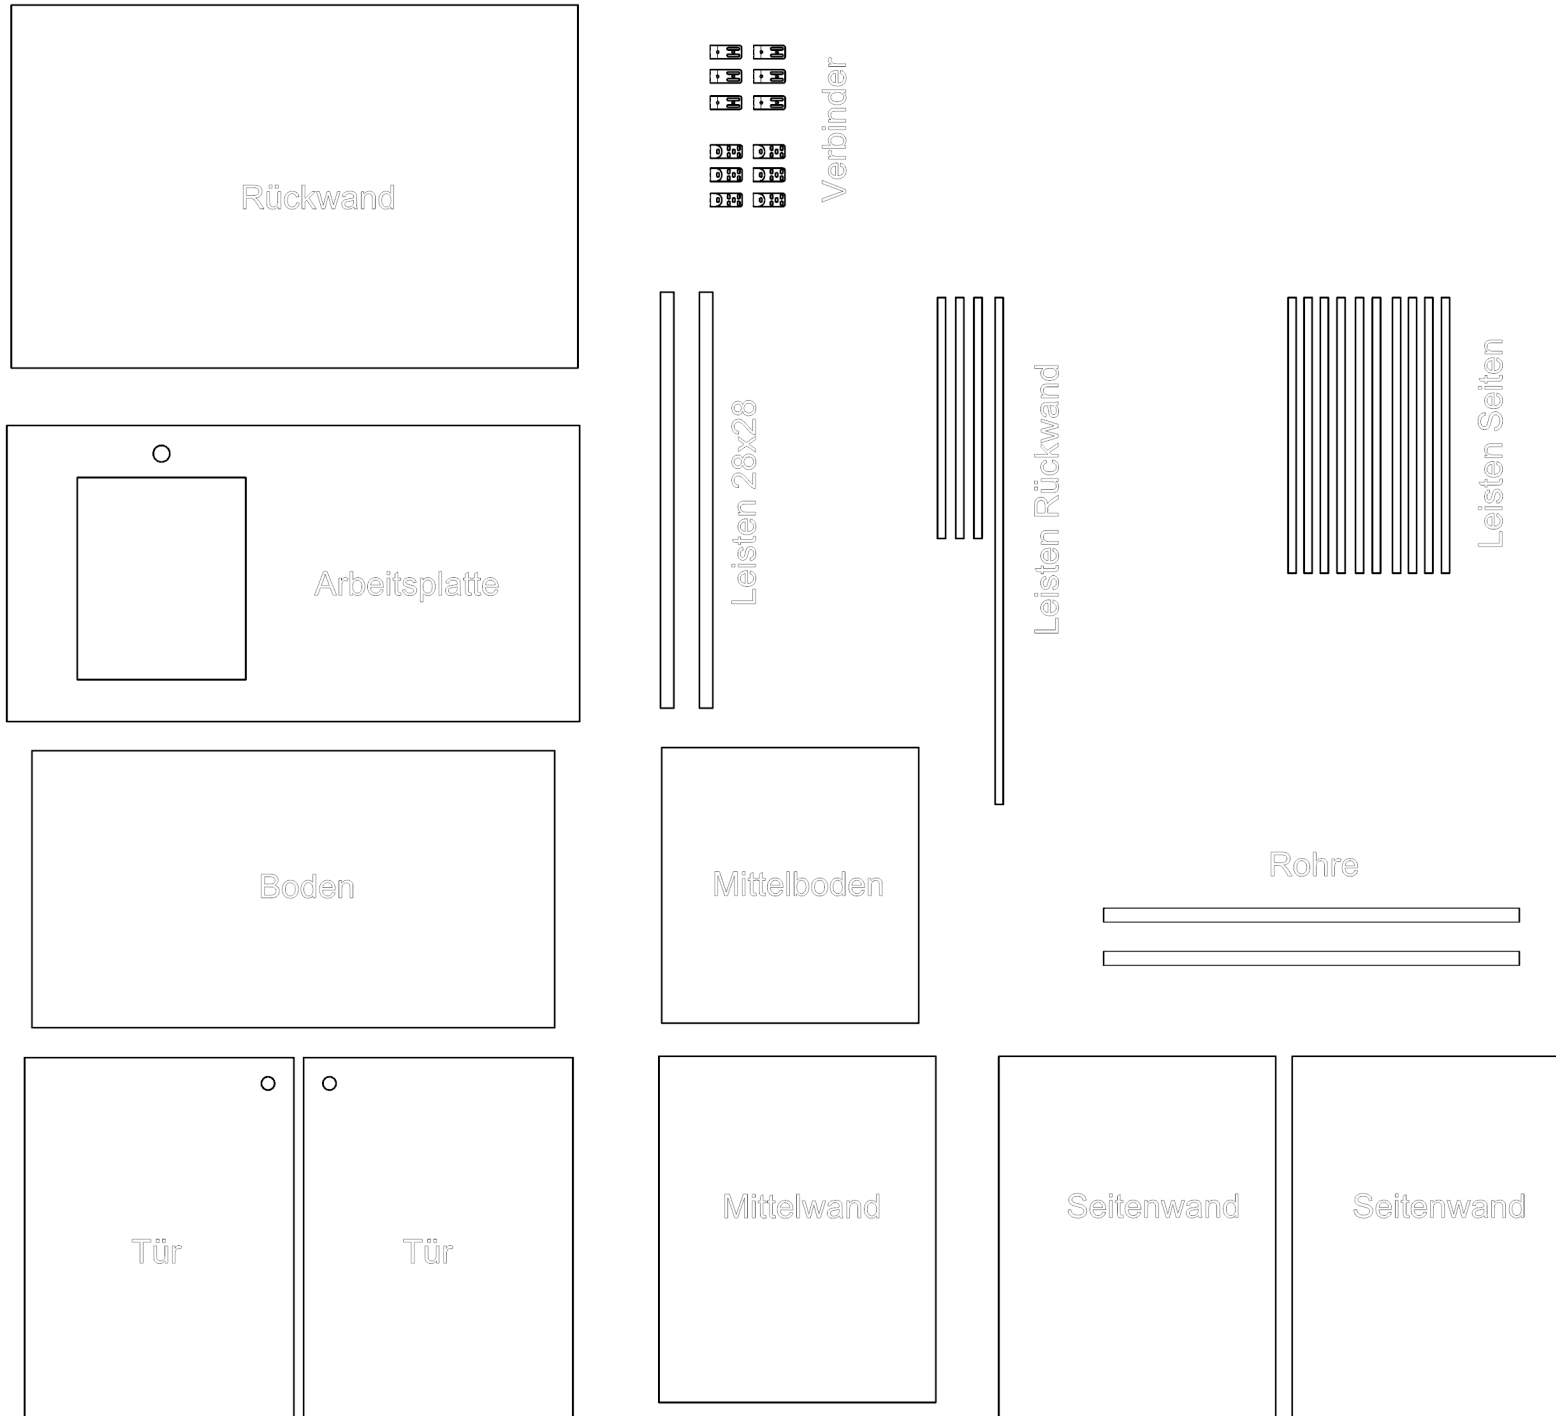 Rückwand
Verbinder
Arbeitsplatte
Leisten 28x28
Leisten Rückwand
Leisten Seiten
Boden
Mittelboden
Rohre
Tür
Tür
Mittelwand
Seitenwand
Seitenwand